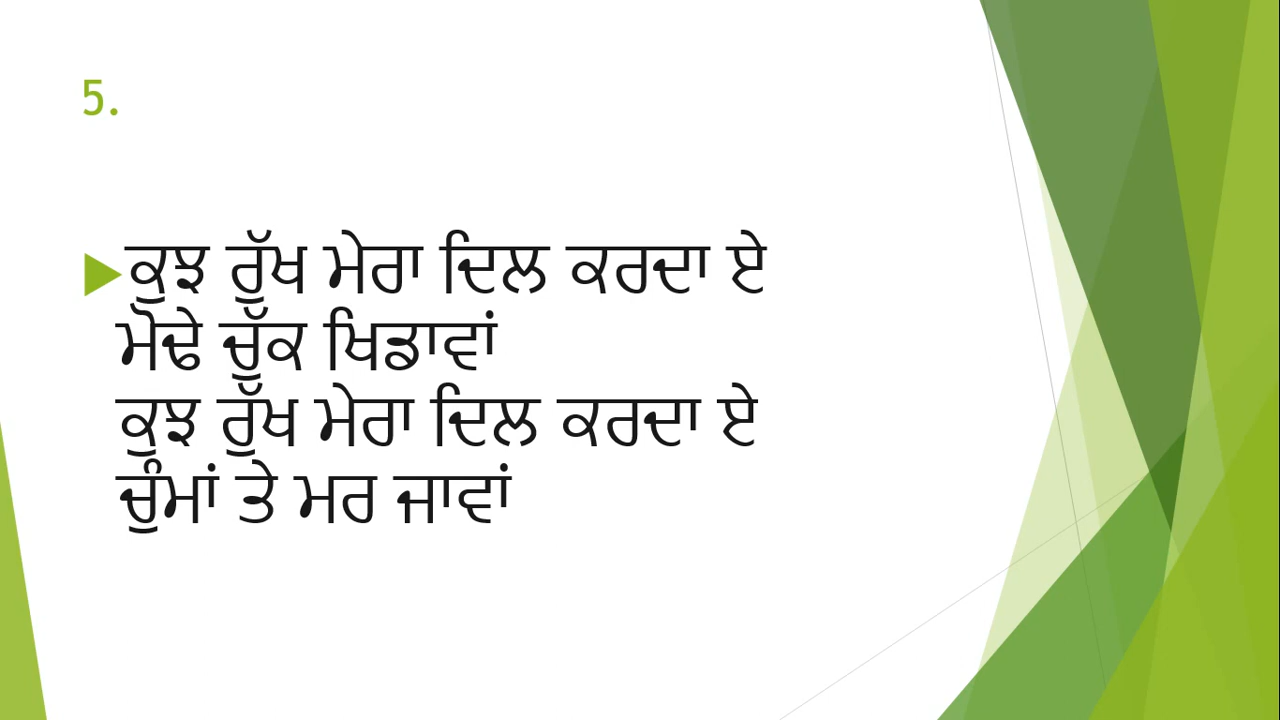 5.
ਕੁਝ ਰੁੱਖ ਮੇਰਾ ਦਿਲ ਕਰਦਾ ਏ
ਮੋਢੇ ਚੁੱਕ ਖਿਡਾਵਾਂ
ਕੁਝ ਰੁੱਖ ਮੇਰਾ ਦਿਲ ਕਰਦਾ ਏ
ਚੁੰਮਾਂ ਤੇ ਮਰ ਜਾਵਾਂ